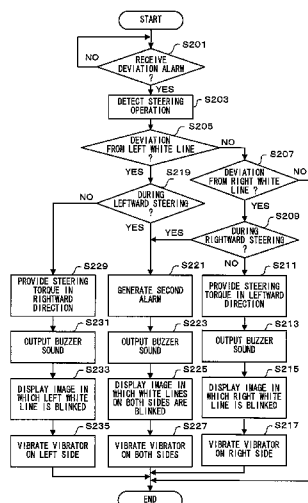 START
S201
NO
RECEIVE
DEVIATION ALARM
?
YES
S203
DETECT STEERING
OPERATION
S205
DEVIATION
FROM LEFT WHITE LINE
?
NO
YES
S207
DEVIATION
FROM RIGHT WHITE
LINE ?
NO
YES
S219
DURING
LEFTWARD STEERING
?
NO
YES
S209
DURING
RIGHTWARD STEERING
?
YES
NO
S229
PROVIDE STEERING
TORQUE IN
RIGHTWARD
DIRECTION
S221
GENERATE SECOND
ALARM
S211
PROVIDE STEERING
TORQUE IN LEFTWARD
DIRECTION
S231
OUTPUT BUZZER
SOUND
S223
OUTPUT BUZZER
SOUND
S213
OUTPUT BUZZER
SOUND
S233
DISPLAY IMAGE IN
WHICH LEFT WHITE
LINE IS BLINKED
S225
DISPLAY IMAGE IN
WHICH WHITE LINES
ON BOTH SIDES ARE
BLINKED
S215
DISPLAY IMAGE IN
WHICH RIGHT WHITE
LINE IS BLINKED
S235
VIBRATE VIBRATOR
ON LEFT SIDE
S227
VIBRATE VIBRATOR
ON BOTH SIDES
S217
VIBRATE VIBRATOR
ON RIGHT SIDE
END